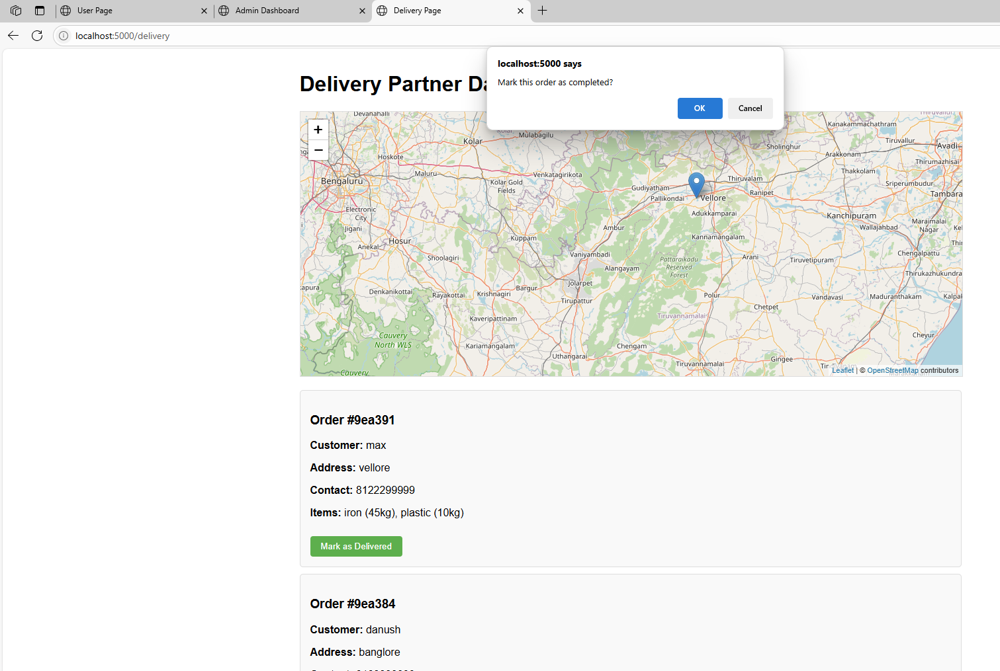 User Page
Admin Dashboard
Delivery Page
localhost:5000/delivery
localhost:5000 says
Mark this order as completed?
OK
Cancel
Delivery Partner
+
−
Devanahalli
Kolar
Mulabagilu
Kanakammachathram
Tiruvallur
Avadi
Sholinghur
Arakkonam
Hoskote
Thirumazhisai
Maluru
Venkatagirikota
Thakkolam
Bengaluru
Kolar Gold
Fields
Thiruvalam
Sriperumbudur
Gudiyatham
Ranipet
Tambara
Pallikondai
Vellore
Electronic
City
Adukkamparai
Kanchipuram
Maraimalai
Nagar
Jigani
Ambur
Wallajahbad
Kuppam
Kannamangalam
Hosur
Anekal
Shoolagiri
Vaniyambadi
Arani
Chengalpattu
Pattaraikadu
Reserved
Forest
Tiruvetipuram
Alangayam
Thirukazhukundra
Jolarpet
Denkanikottai
Rayakottai
Krishnagiri
Bargur
Polur
Vandavasi
Maduranthakam
Kalpa
Tirupattur
Chetpet
Kaveripattinam
Tiruvannamalai
Cauvery
North WLS
Cheyur
Kariamangalam
Chengam
Uthangarai
Tiruvannamalai
Gingee
Cauvery
Leaflet | © OpenStreetMap contributors
Order #9ea391
Customer: max
Address: vellore
Contact: 8122299999
Items: iron (45kg), plastic (10kg)
Mark as Delivered
Order #9ea384
Customer: danush
Address: banglore